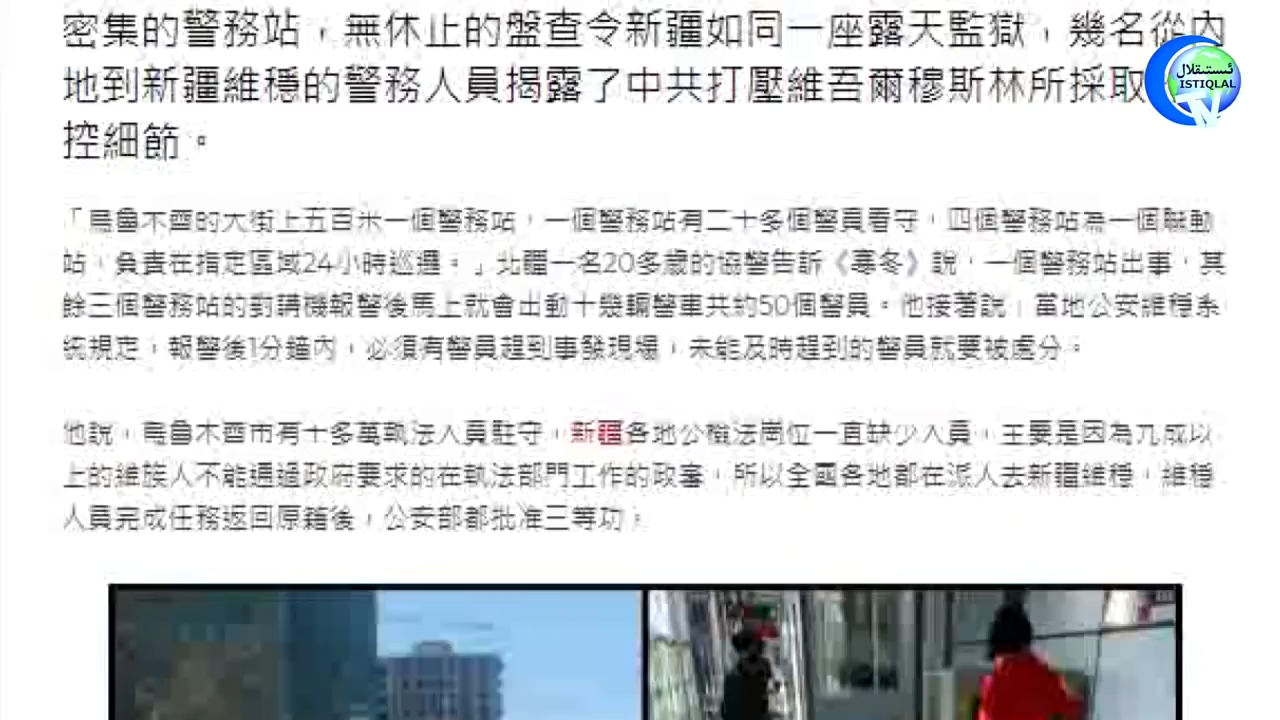 密集的警務站，無休止的盤查令新疆如同一座露天監獄，幾名從內
地到新疆維穩的警務人員揭露了中共打壓維吾爾穆斯林所採取
控細節。
ئىستىقلال
ISTIQLAL
TV
「烏魯木齊的大街上五百米一個警務站，一個警務站有二十多個警員看守，四個警務站為一個聯動
站，負責在指定區域24小時巡邏。」北疆一名20多歲的協警告訴《寒冬》說，一個警務站出事，其
餘三個警務站的對講機報警後馬上就會出動十幾輛警車共約50個警員。他接著說，當地公安維穩系
統規定，報警後1分鐘內，必須有警員趕到事發現場，未能及時趕到的警員就要被處分。
他說，烏魯木齊市有十多萬執法人員駐守，新疆各地公檢法崗位一直缺少人員，主要是因為九成以
上的維族人不能通過政府要求的在執法部門工作的政審，所以全國各地都在派人去新疆維穩，維穩
人員完成任務返回原籍後，公安部都批准三等功。